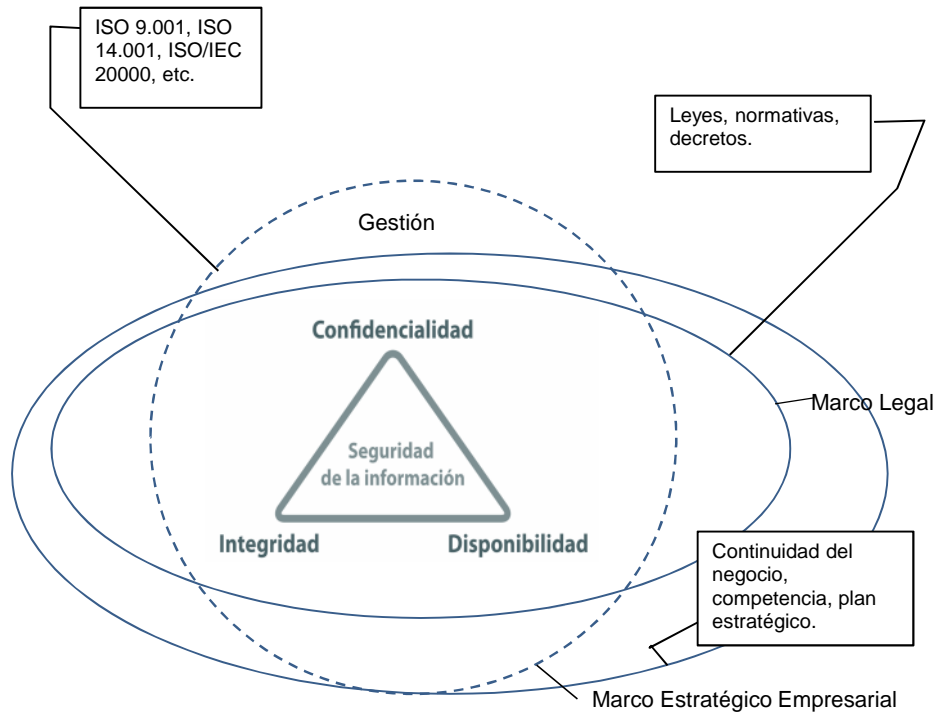 ISO 9.001, ISO
14.001, ISO/IEC
20000, etc.
Leyes, normativas,
decretos.
Gestión
Confidencialidad
Marco Legal
Seguridad
de la información
Integridad
Disponibilidad
Continuidad del
negocio,
competencia, plan
estratégico.
Marco Estratégico Empresarial